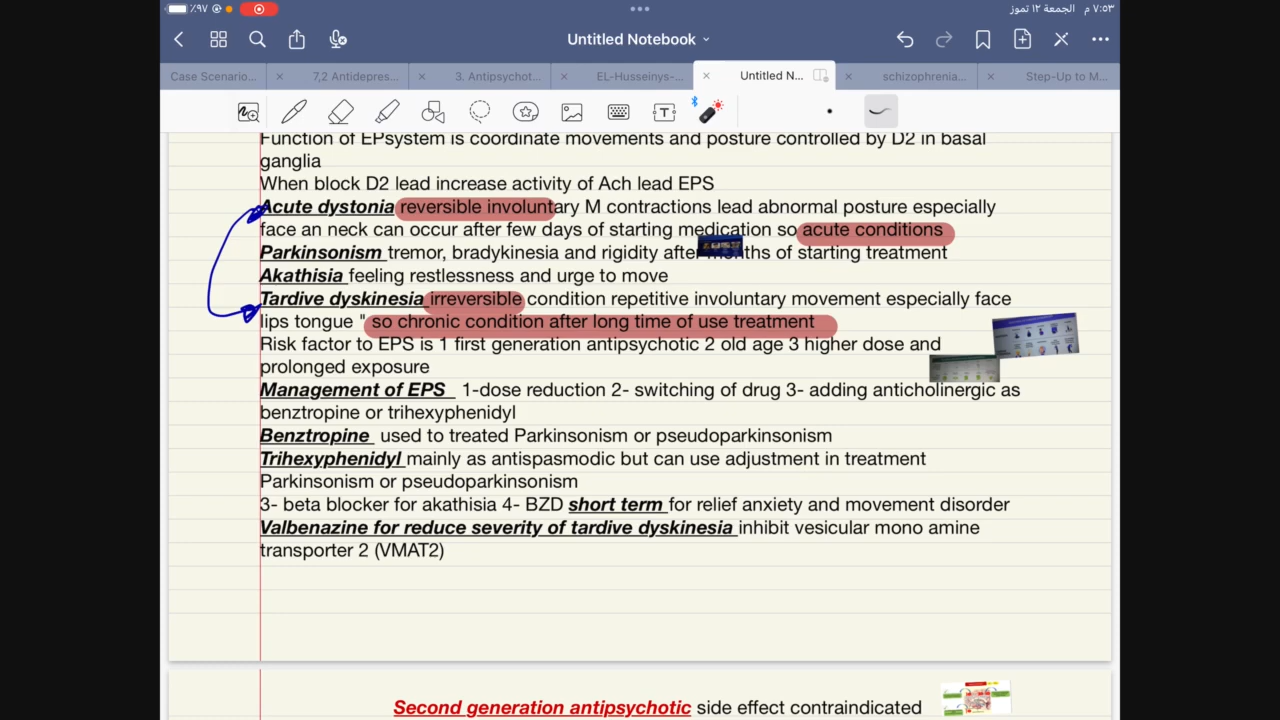 ٪٩٧
٧:٥٣ م الجمعة ١٢ تموز
Untitled Notebook
Case Scenario...
7,2 Antidepres...
3. Antipsychot...
EL-Husseinys-...
Untitled N...
schizophrenia...
Step-Up to M...
Function of EPsystem is coordinate movements and posture controlled by D2 in basal
ganglia
When block D2 lead increase activity of Ach lead EPS
Acute dystonia reversible involuntary M contractions lead abnormal posture especially
face an neck can occur after few days of starting medication so acute conditions
Parkinsonism tremor, bradykinesia and rigidity after months of starting treatment
Akathisia feeling restlessness and urge to move
Tardive dyskinesia irreversible condition repetitive involuntary movement especially face
lips tongue " so chronic condition after long time of use treatment
Risk factor to EPS is 1 first generation antipsychotic 2 old age 3 higher dose and
prolonged exposure
Management of EPS 1-dose reduction 2- switching of drug 3- adding anticholinergic as
benztropine or trihexyphenidyl
Benztropine used to treated Parkinsonism or pseudoparkinsonism
Trihexyphenidyl mainly as antispasmodic but can use adjustment in treatment
Parkinsonism or pseudoparkinsonism
3- beta blocker for akathisia 4- BZD short term for relief anxiety and movement disorder
Valbenazine for reduce severity of tardive dyskinesia inhibit vesicular mono amine
transporter 2 (VMAT2)
Second generation antipsychotic side effect contraindicated